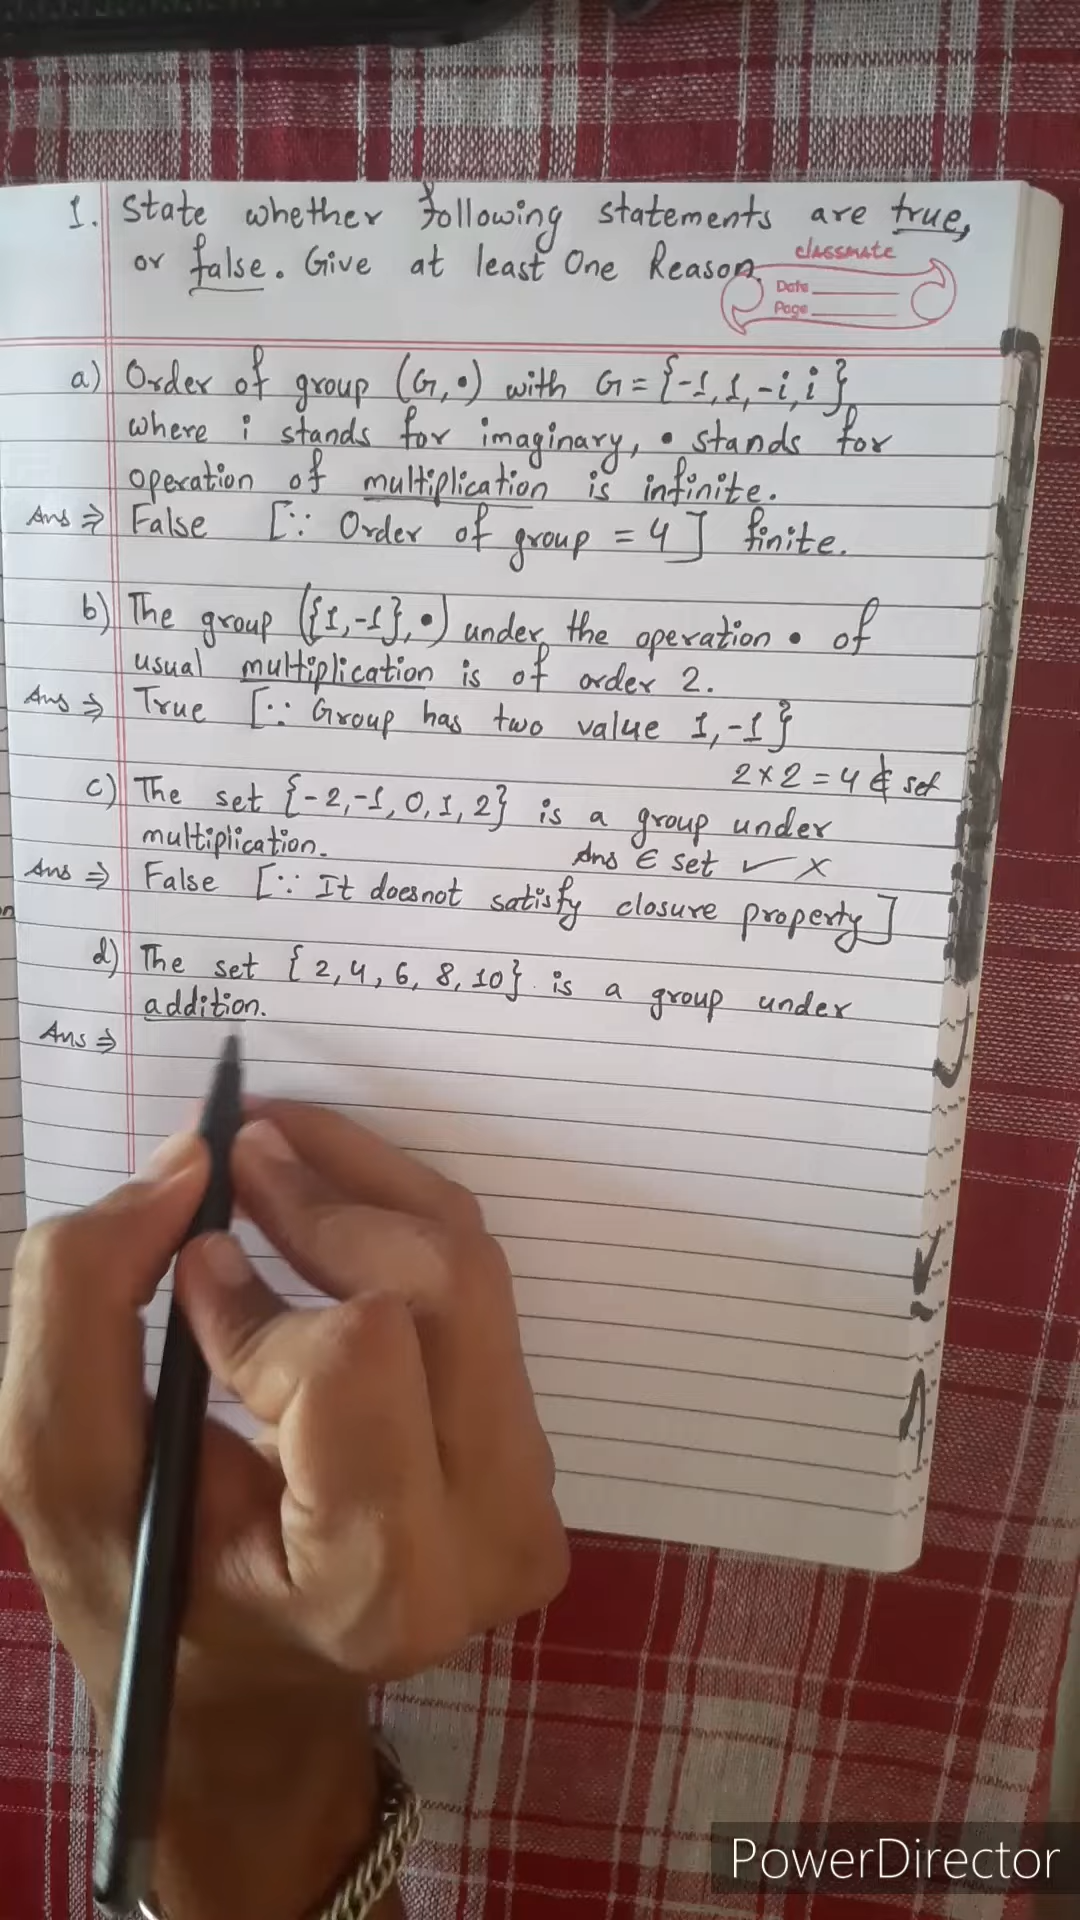 1. State whether following statements are true,
or false. Give at least One Reason.
classmate
Date
Page
a) Order of group (G,•) with G = {-1, 1, -i, i}
where i stands for imaginary, • stands for
operation of multiplication is infinite.
Ans ⇒ False [∵ Order of group = 4] finite.
b) The group ({1,-1},•) under the operation • of
usual multiplication is of order 2.
Ans ⇒ True [∵ Group has two value 1,-1}
2×2 = 4 ∉ set
c) The set {-2,-1, 0, 1, 2} is a group under
multiplication.
Ans ∈ set ✓ ×
Ans ⇒ False [∵ It doesnot satisfy closure property]
d) The set {2, 4, 6, 8, 10} is a group under
addition.
Ans ⇒
PowerDirector